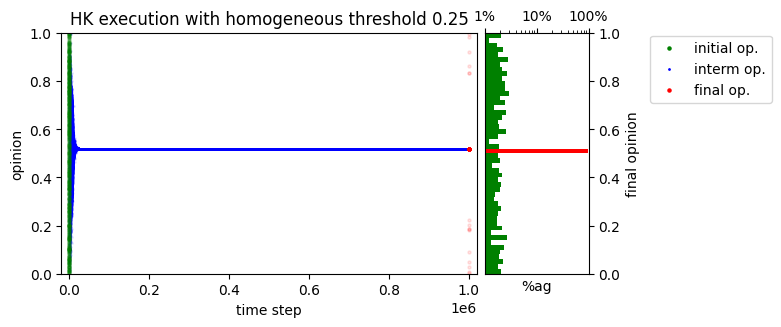 HK execution with homogeneous threshold 0.25
1% 10% 100%
1.0 0.8 0.6 0.4 0.2 0.0
opinion
0.0 0.2 0.4 0.6 0.8 1.0
1e6
time step
%ag
1.0 0.8 0.6 0.4 0.2 0.0
final opinion
initial op.
interm op.
final op.